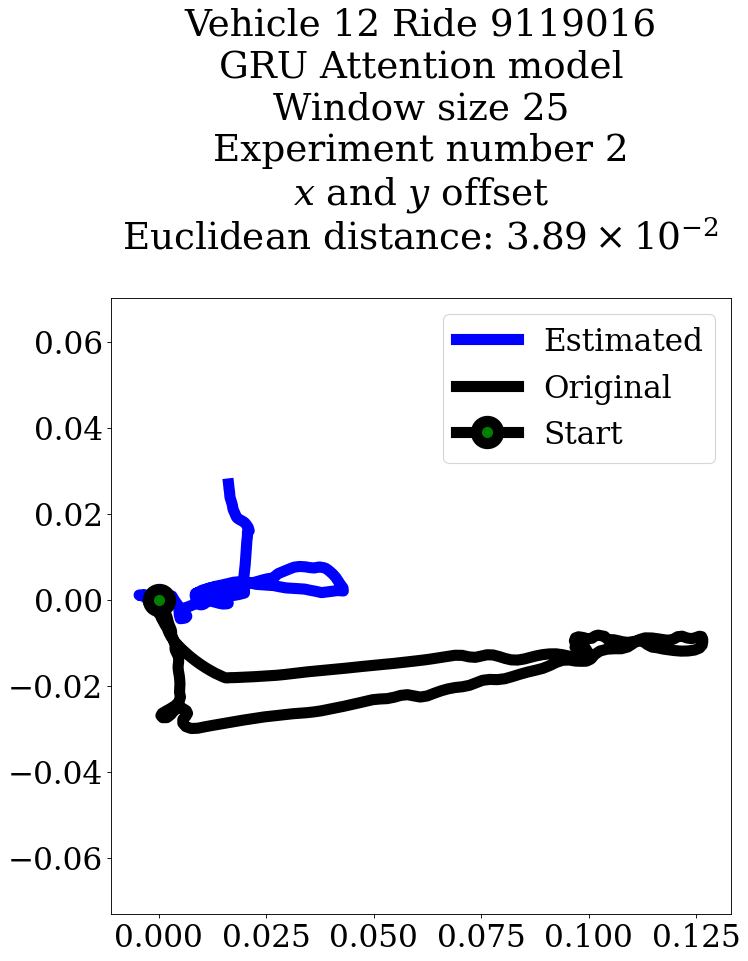 Vehicle 12 Ride 9119016
GRU Attention model
Window size 25
Experiment number 2
x and y offset
Euclidean distance: 3.89 × 10⁻²
Estimated
Original
Start
0.06
0.04
0.02
0.00
−0.02
−0.04
−0.06
0.000 0.025 0.050 0.075 0.100 0.125